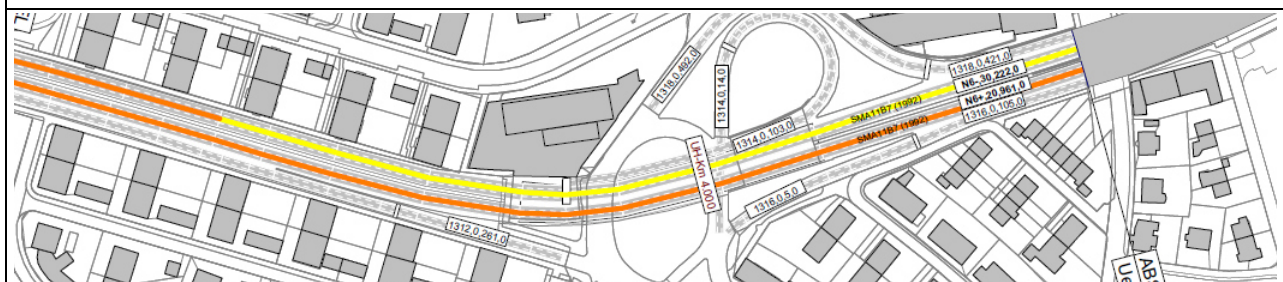 EL
1318,0,492,0
1314,0,14,0
1318,0,421,0
N6-,30,222,0
N6+,20,961,0
1316,0,105,0
SMA11B7 (1992)
SMA11B7 (1992)
1314,0,103,0
UH-Km 4.000
1316,0,5,0
1312,0,261,0
AB
Ue